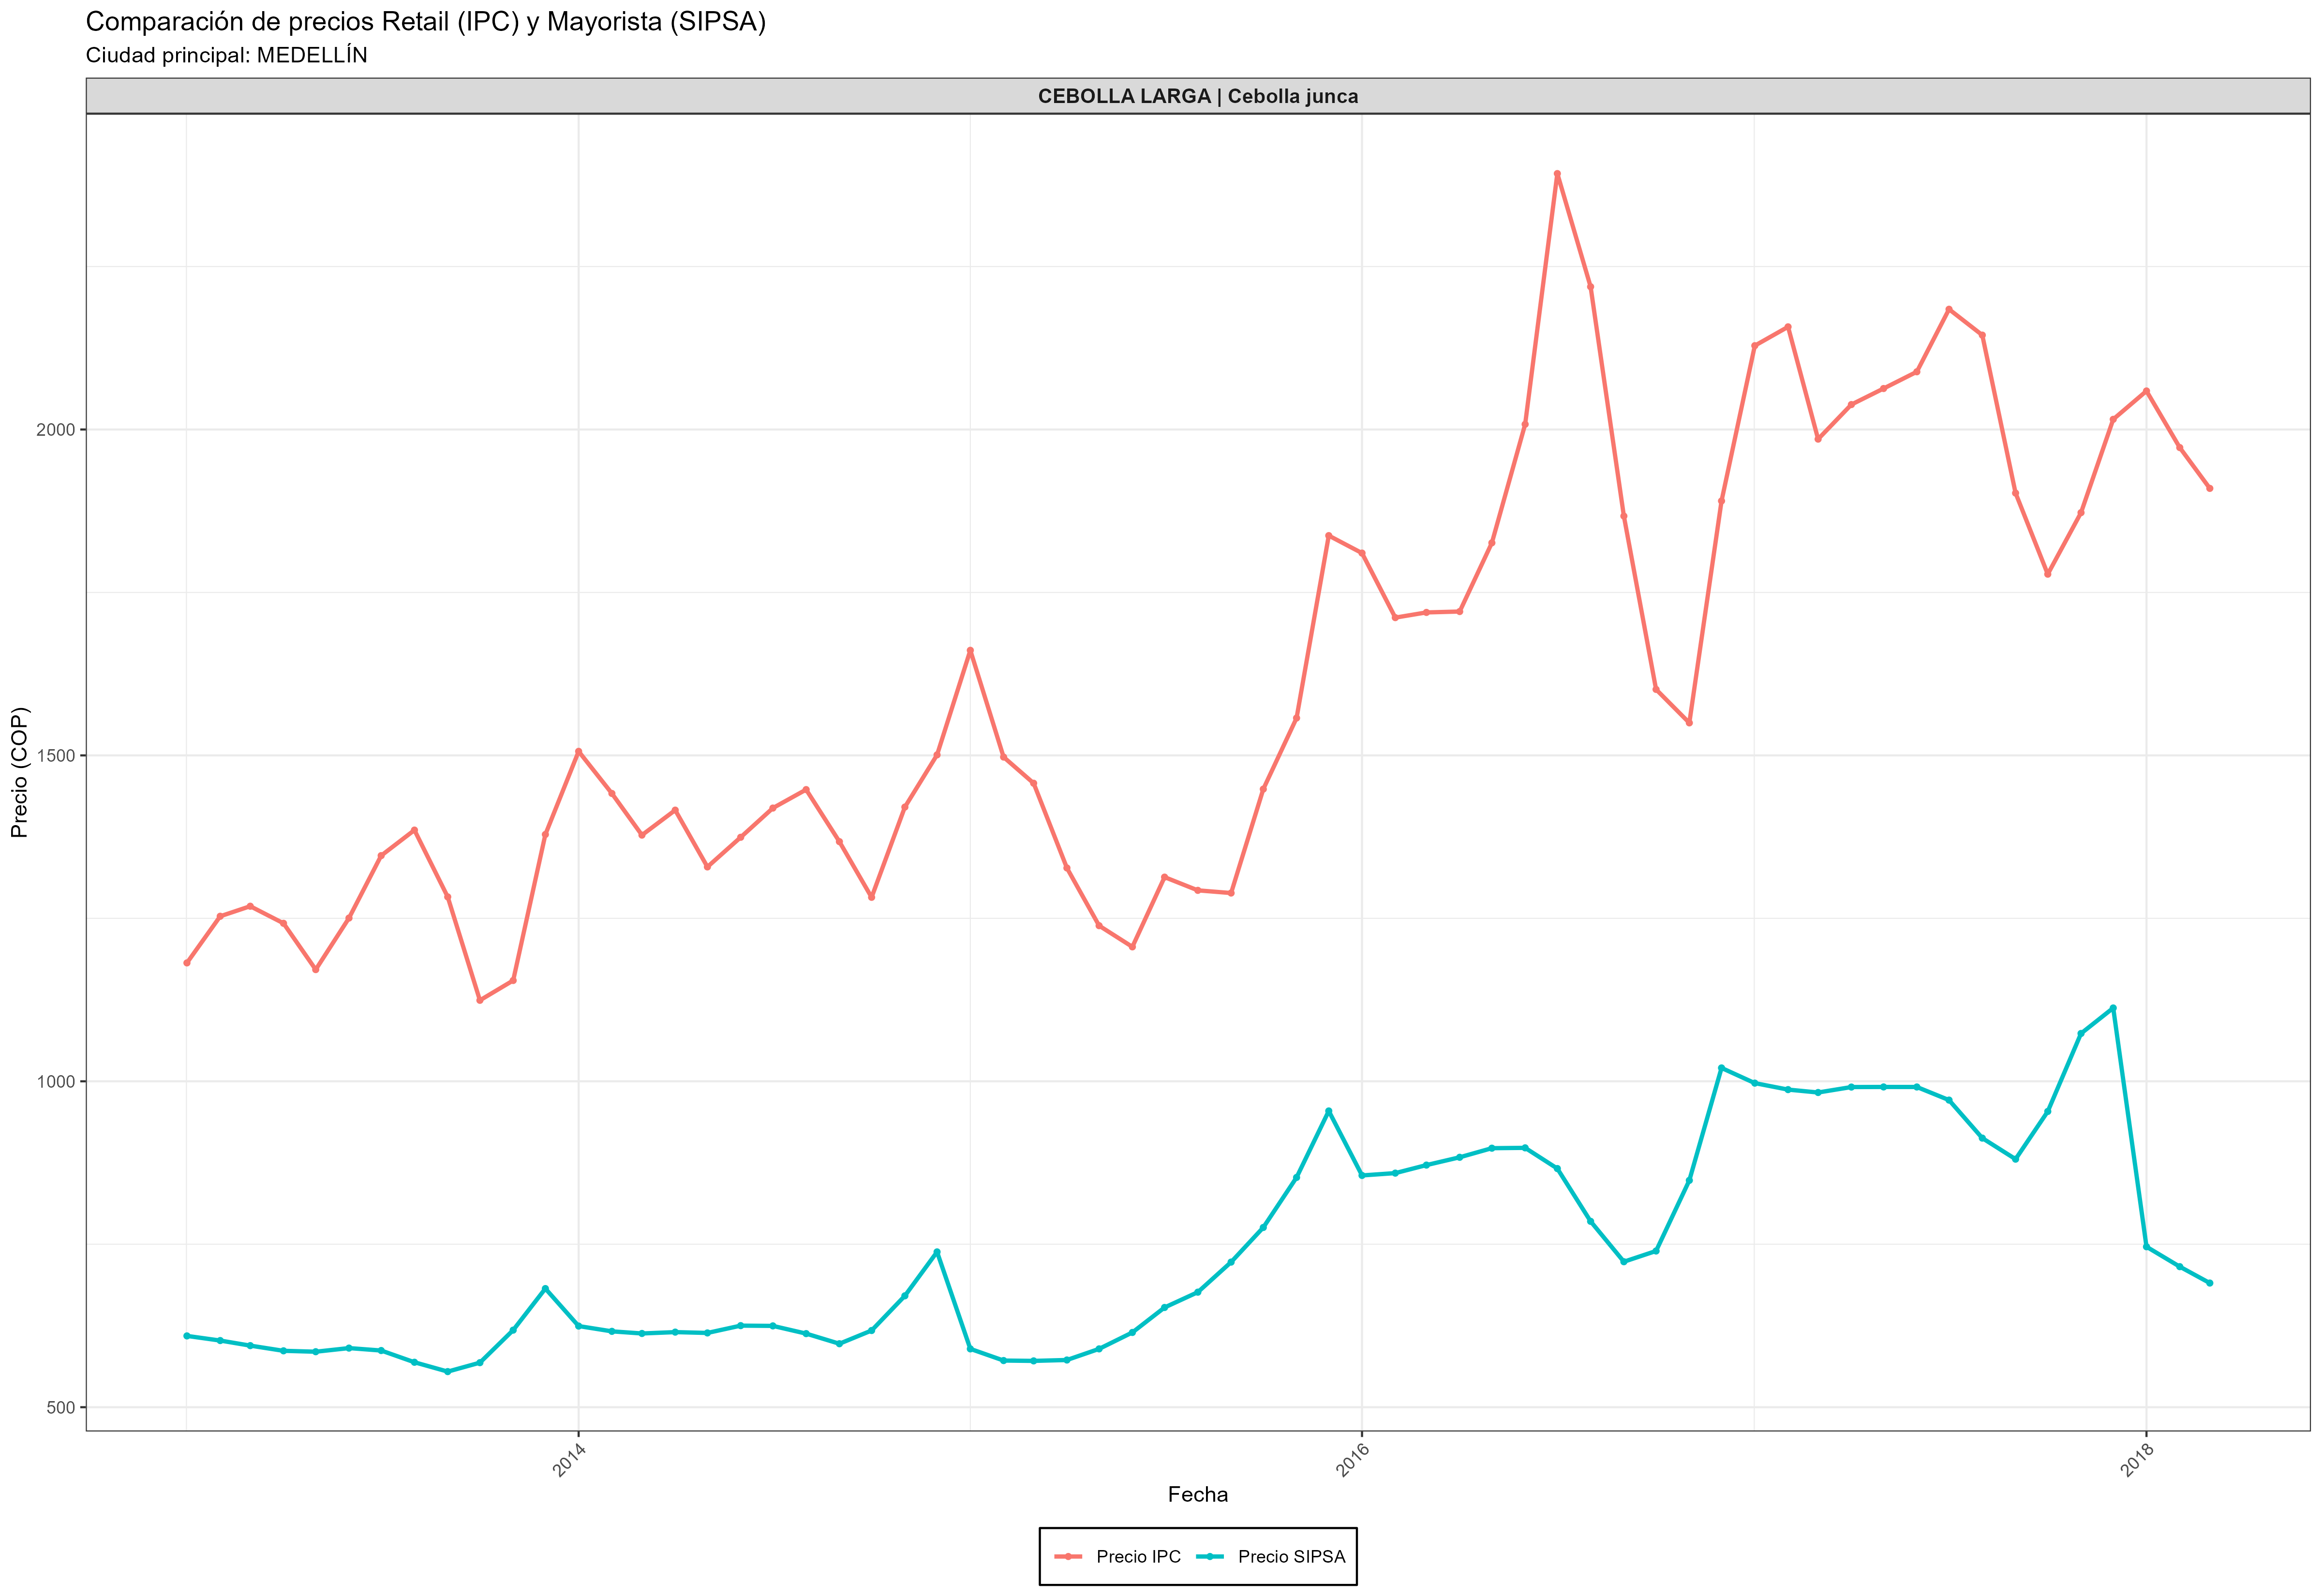 Comparación de precios Retail (IPC) y Mayorista (SIPSA)
Ciudad principal: MEDELLÍN
CEBOLLA LARGA | Cebolla junca
Precio (COP)
2000
1500
1000
500
2014
2016
2018
Fecha
Precio IPC
Precio SIPSA